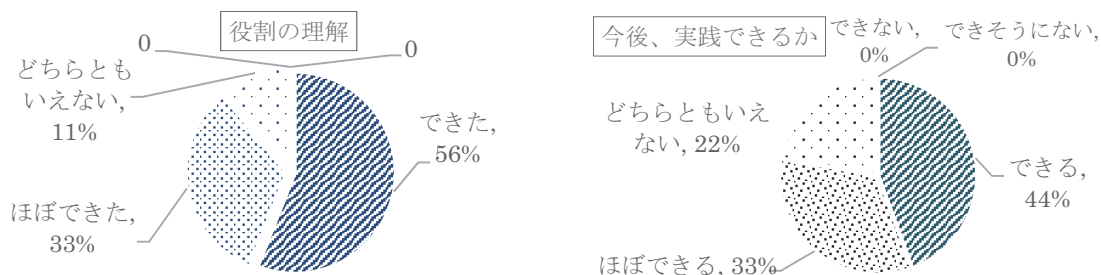 役割の理解
0
0
どちらとも
いえない,
11%
できた,
56%
ほぼできた,
33%
今後、実践できるか
できない,
0%
できそうにない,
0%
どちらともいえ
ない, 22%
できる,
44%
ほぼできる, 33%